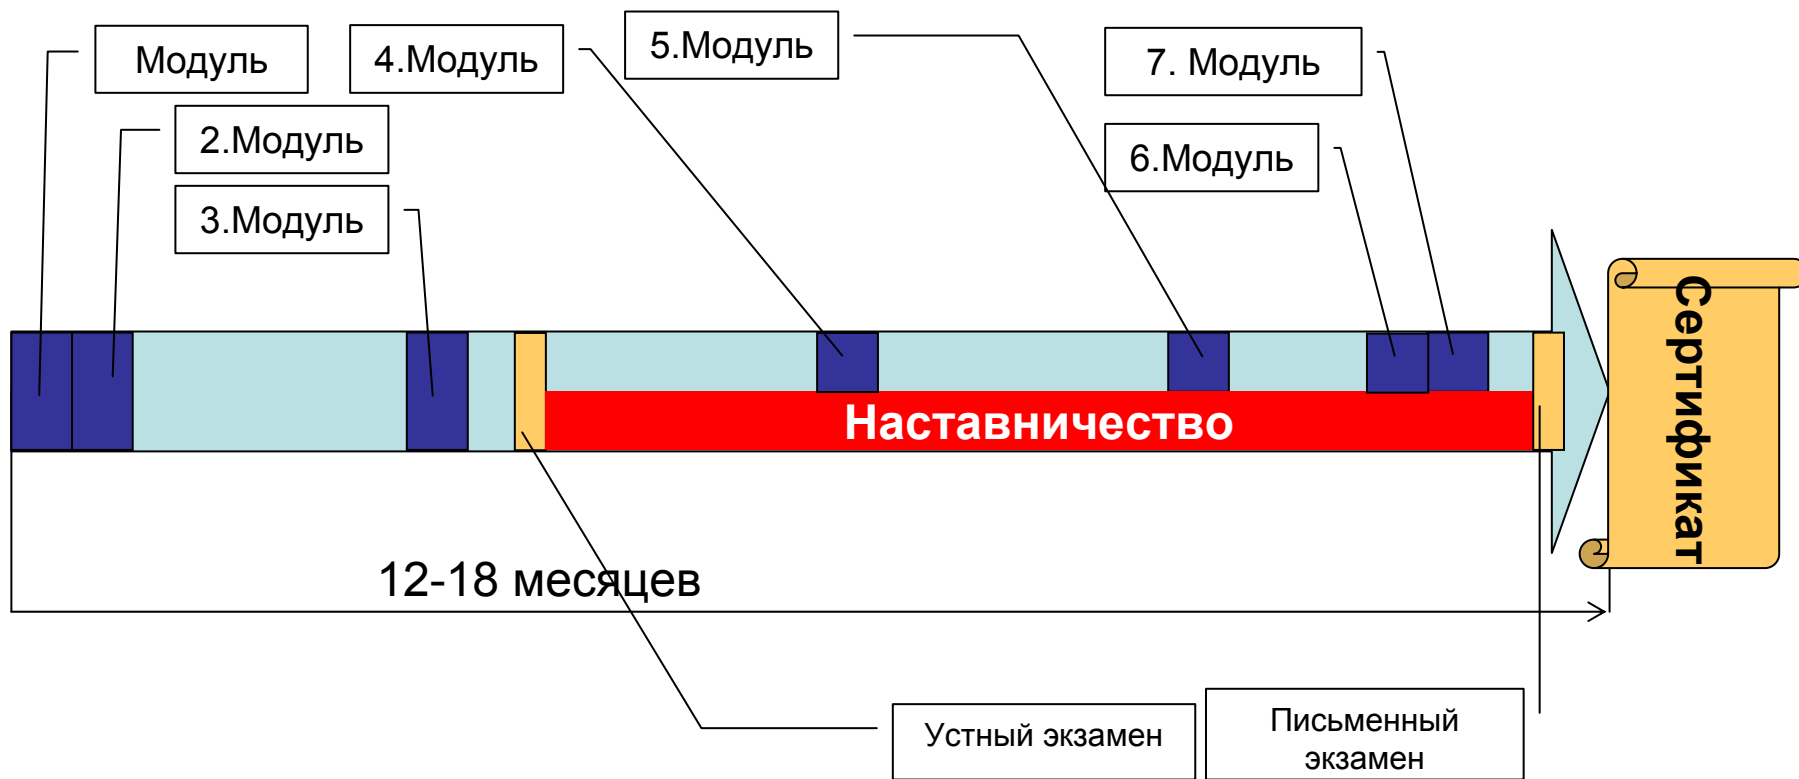 Модуль
4.Модуль
5.Модуль
7. Модуль
2.Модуль
6.Модуль
3.Модуль
Сертификат
Наставничество
12-18 месяцев
Устный экзамен
Письменный
экзамен